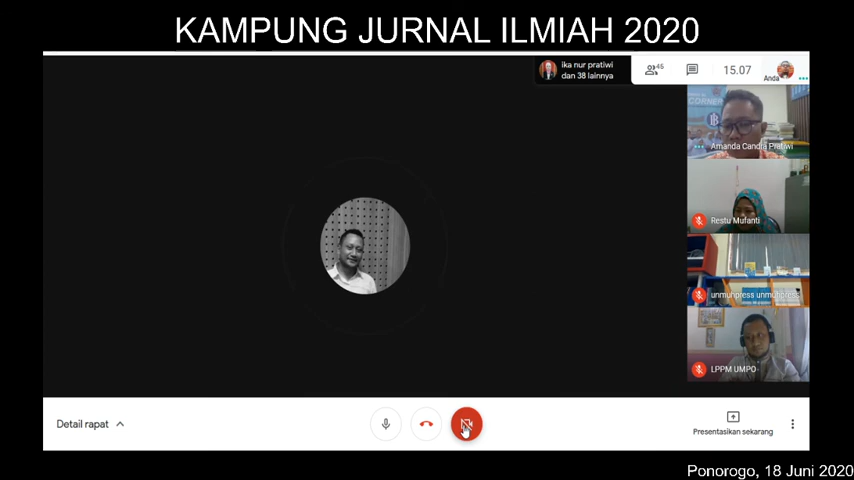 KAMPUNG JURNAL ILMIAH 2020
ika nur pratiwi
dan 38 lainnya
45
15.07
Anda
CORNER
Amanda Candra Pratiwi
Restu Mufanti
unmuhpress unmuhpress
LPPM UMPO
Detail rapat
Presentasikan sekarang
Ponorogo, 18 Juni 2020